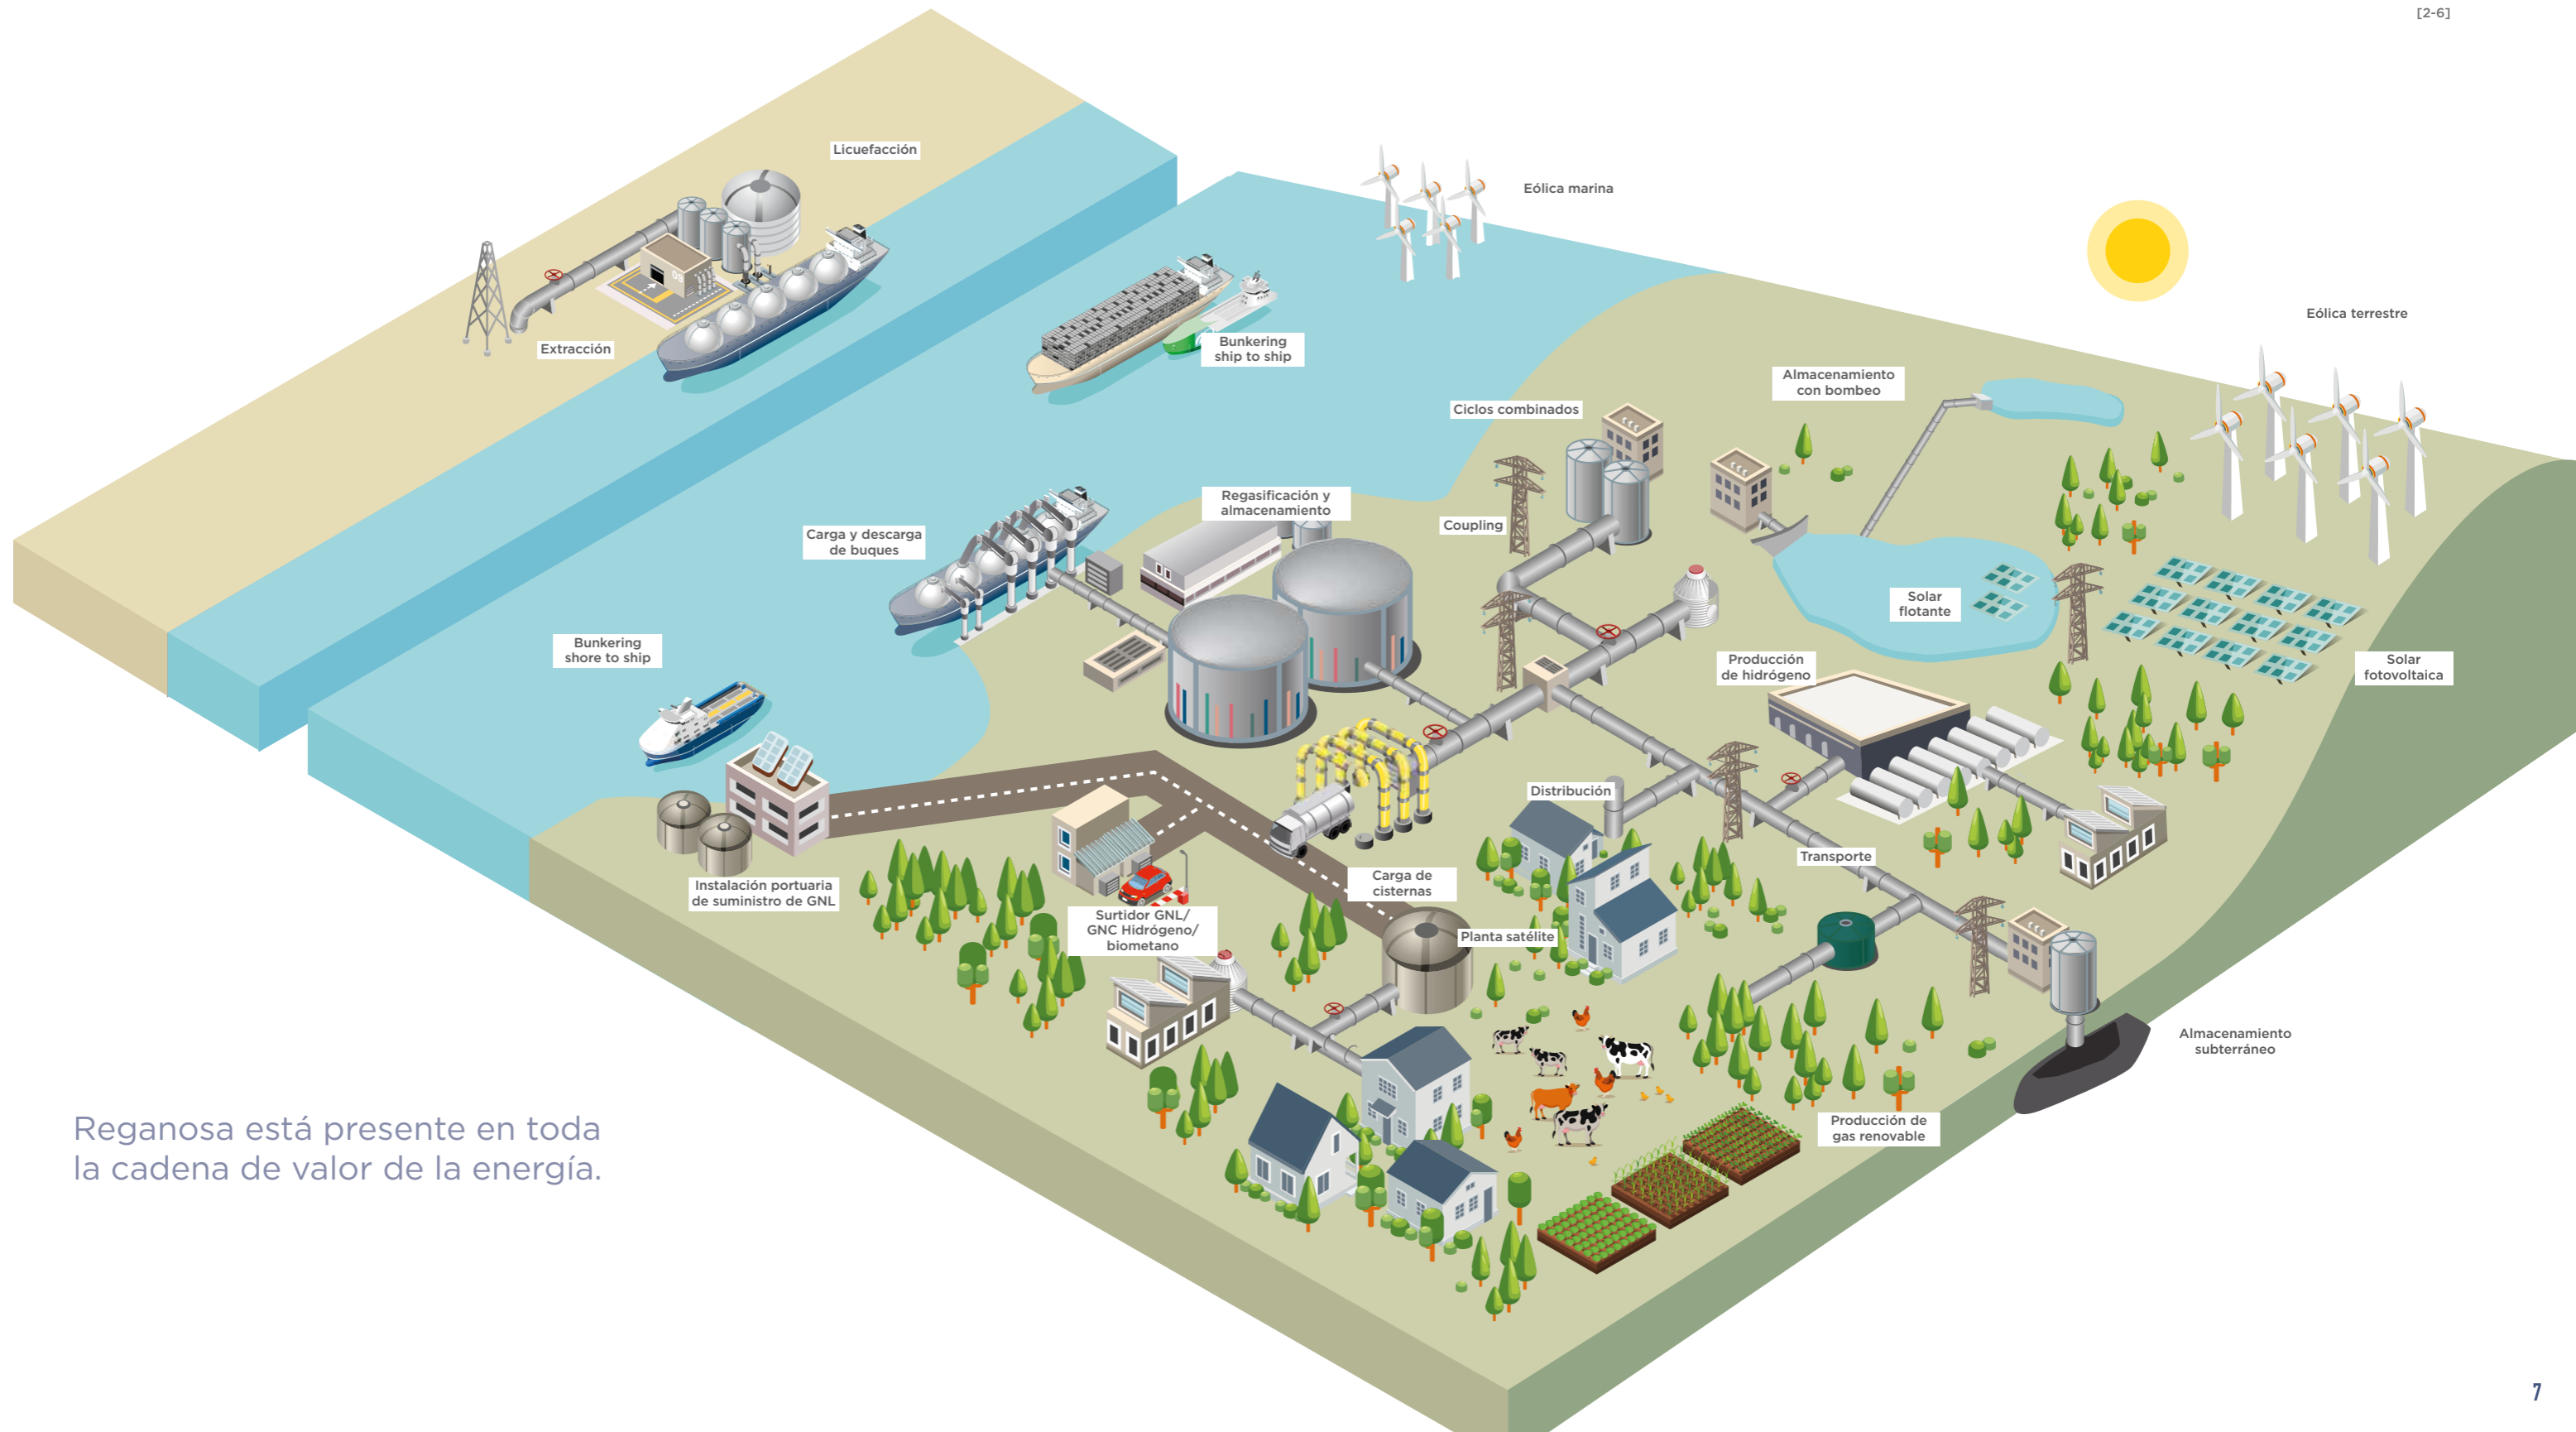 [2-6]
Licuefacción
Eólica marina
Eólica terrestre
Extracción
Bunkering
ship to ship
Almacenamiento
con bombeo
Ciclos combinados
Regasificación y
almacenamiento
Coupling
Carga y descarga
de buques
Solar
flotante
Bunkering
shore to ship
Producción
de hidrógeno
Solar
fotovoltaica
Distribución
Transporte
Carga de
cisternas
Instalación portuaria
de suministro de GNL
Surtidor GNL/
GNC Hidrógeno/
biometano
Planta satélite
Almacenamiento
subterráneo
Producción de
gas renovable
Reganosa está presente en toda
la cadena de valor de la energía.
7